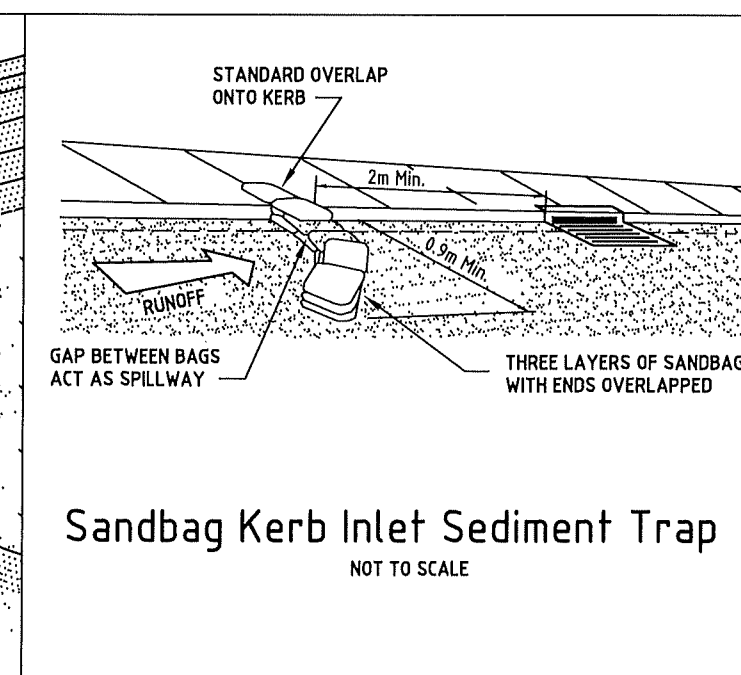 STANDARD OVERLAP
ONTO KERB
2m Min.
0.9m Min.
RUNOFF
GAP BETWEEN BAGS
ACT AS SPILLWAY
THREE LAYERS OF SANDBAG
WITH ENDS OVERLAPPED
Sandbag Kerb Inlet Sediment Trap
NOT TO SCALE